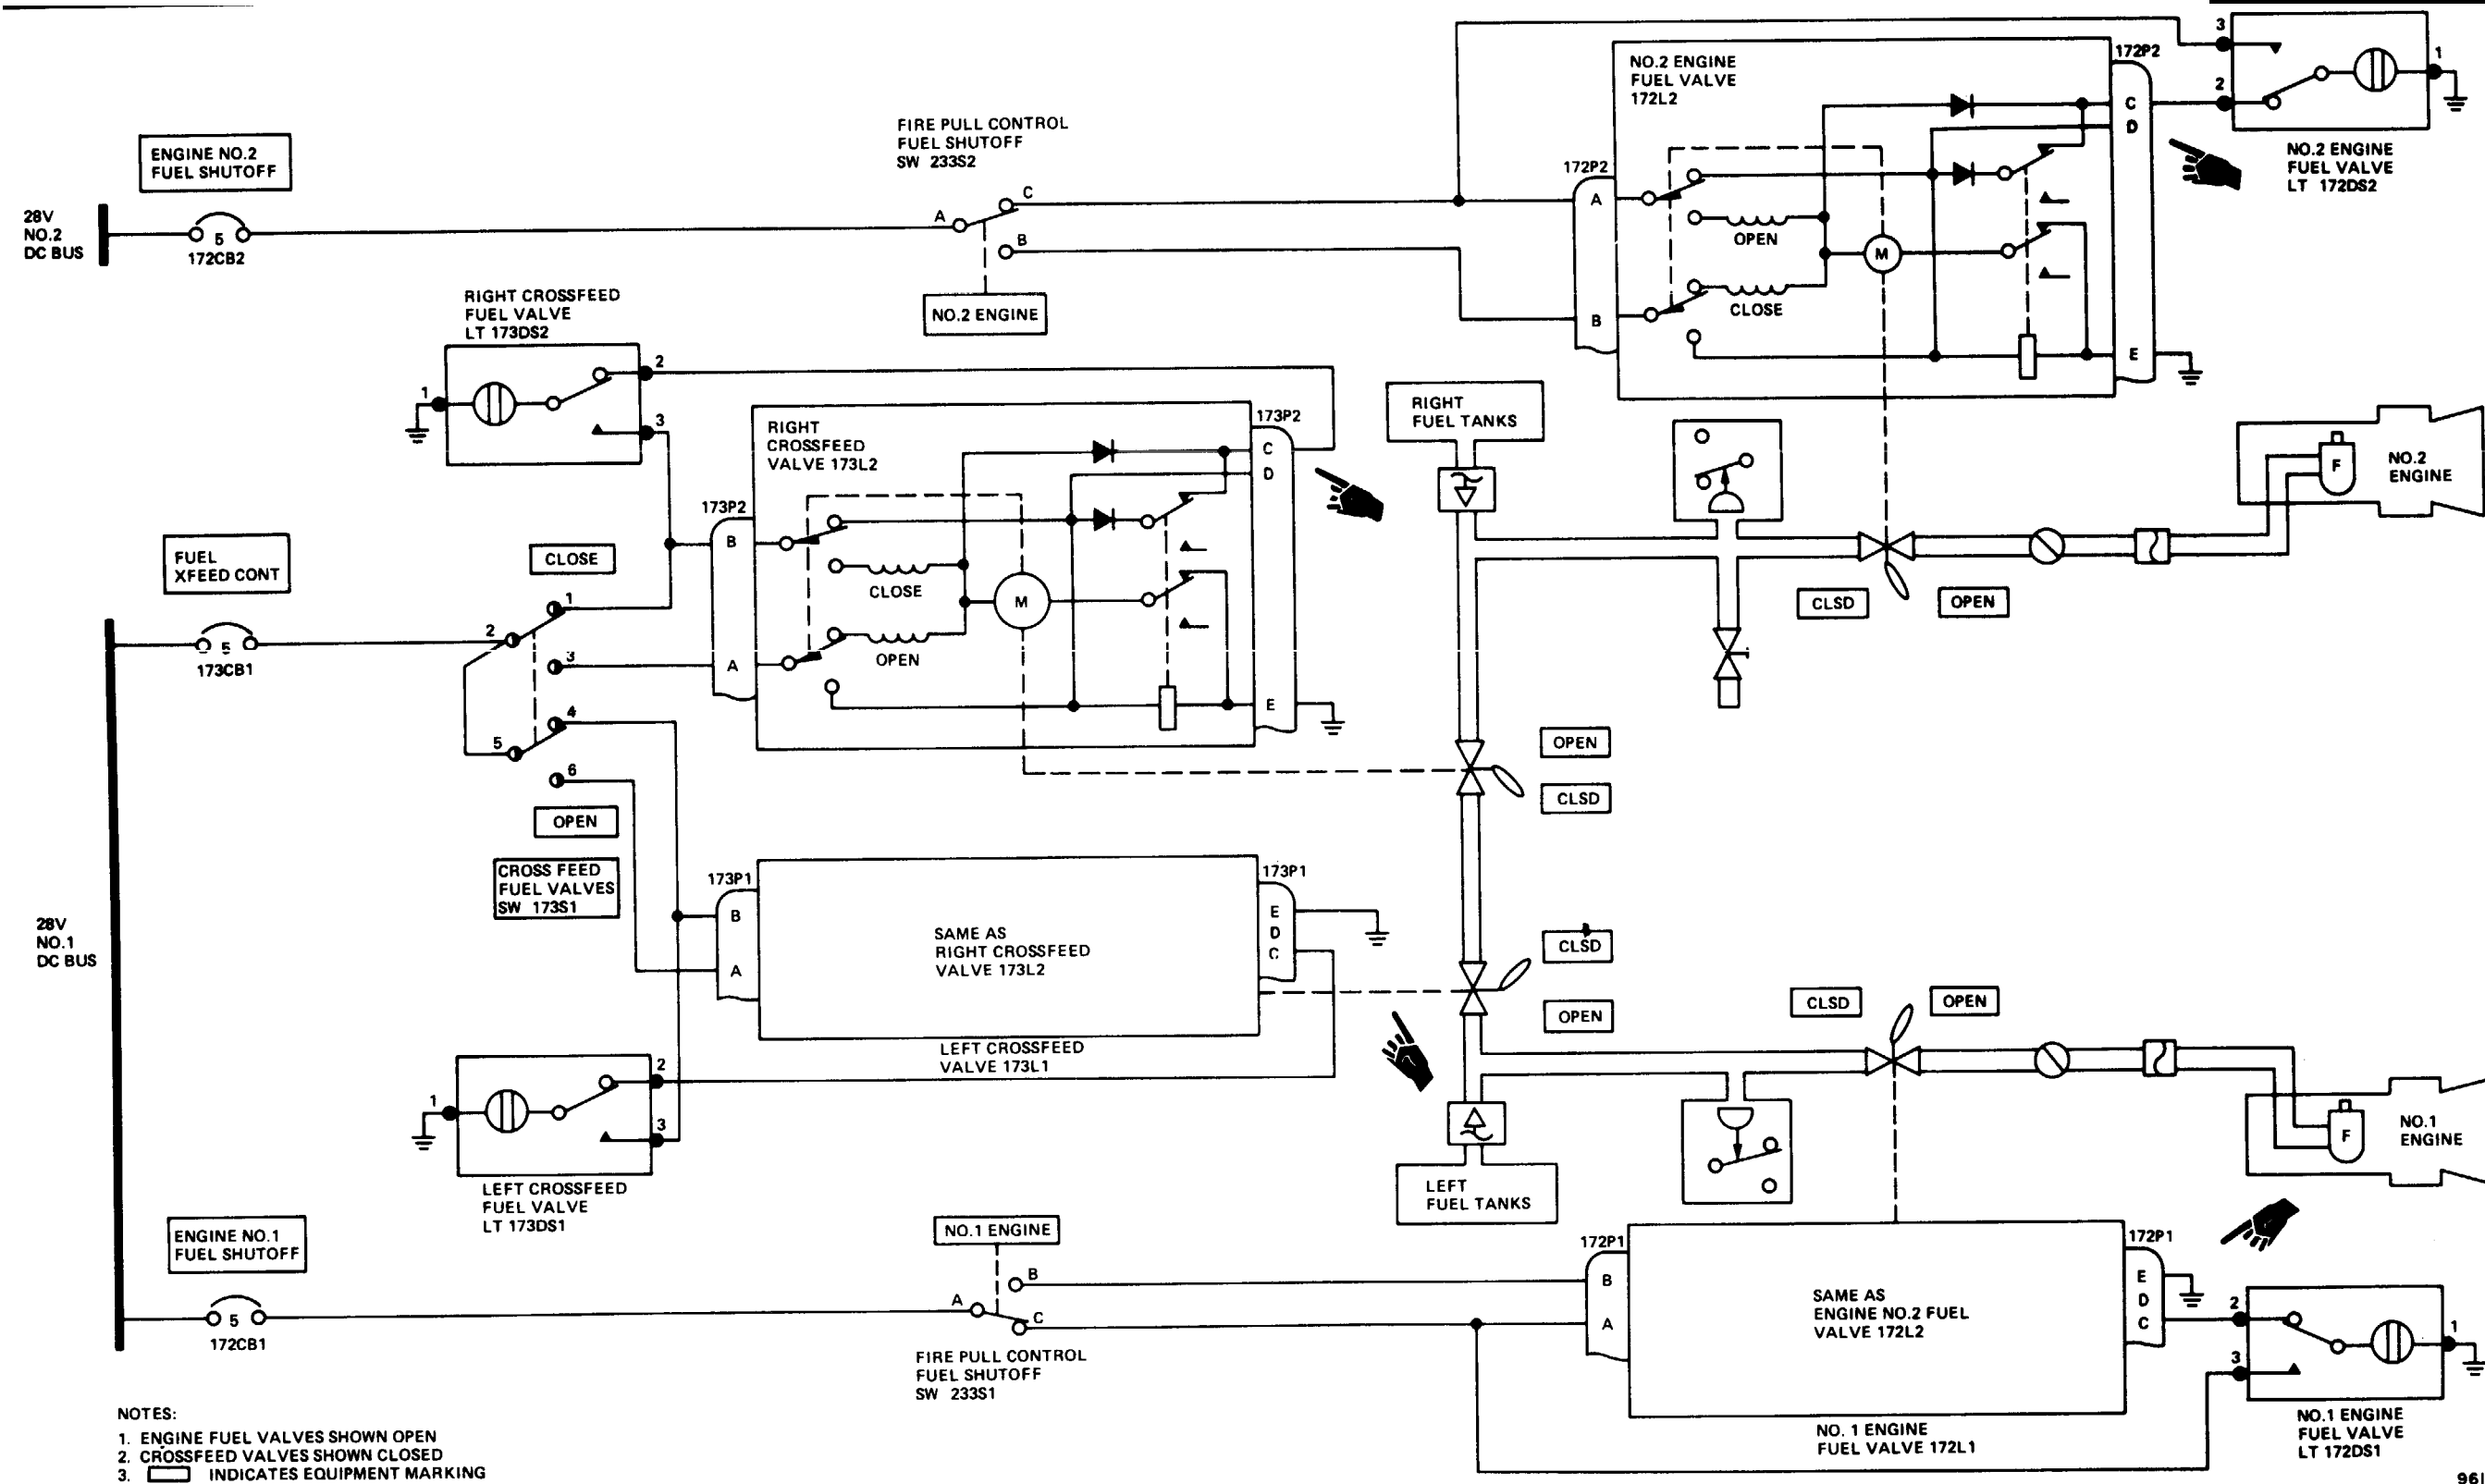 ENGINE NO.2
FUEL SHUTOFF
28V
NO.2
DC BUS
5
172CB2
FIRE PULL CONTROL
FUEL SHUTOFF
SW 233S2
A
C
B
NO.2 ENGINE
NO.2 ENGINE
FUEL VALVE
172L2
172P2
A
B
OPEN
CLOSE
M
172P2
C
D
E
3
2
1
NO.2 ENGINE
FUEL VALVE
LT 172DS2
RIGHT CROSSFEED
FUEL VALVE
LT 173DS2
1
2
3
RIGHT
CROSSFEED
VALVE 173L2
173P2
B
A
CLOSE
OPEN
M
173P2
C
D
E
RIGHT
FUEL TANKS
F
NO.2
ENGINE
CLSD
OPEN
FUEL
XFEED CONT
5
173CB1
CLOSE
1
2
3
4
5
6
OPEN
CROSS FEED
FUEL VALVES
SW 173S1
OPEN
CLSD
28V
NO.1
DC BUS
173P1
B
A
SAME AS
RIGHT CROSSFEED
VALVE 173L2
173P1
E
D
C
LEFT CROSSFEED
VALVE 173L1
CLSD
OPEN
1
2
3
LEFT CROSSFEED
FUEL VALVE
LT 173DS1
LEFT
FUEL TANKS
CLSD
OPEN
F
NO.1
ENGINE
ENGINE NO.1
FUEL SHUTOFF
5
172CB1
NO.1 ENGINE
A
B
C
FIRE PULL CONTROL
FUEL SHUTOFF
SW 233S1
172P1
B
A
SAME AS
ENGINE NO.2 FUEL
VALVE 172L2
172P1
E
D
C
NO. 1 ENGINE
FUEL VALVE 172L1
2
3
1
NO.1 ENGINE
FUEL VALVE
LT 172DS1
NOTES:
1. ENGINE FUEL VALVES SHOWN OPEN
2. CROSSFEED VALVES SHOWN CLOSED
3. INDICATES EQUIPMENT MARKING